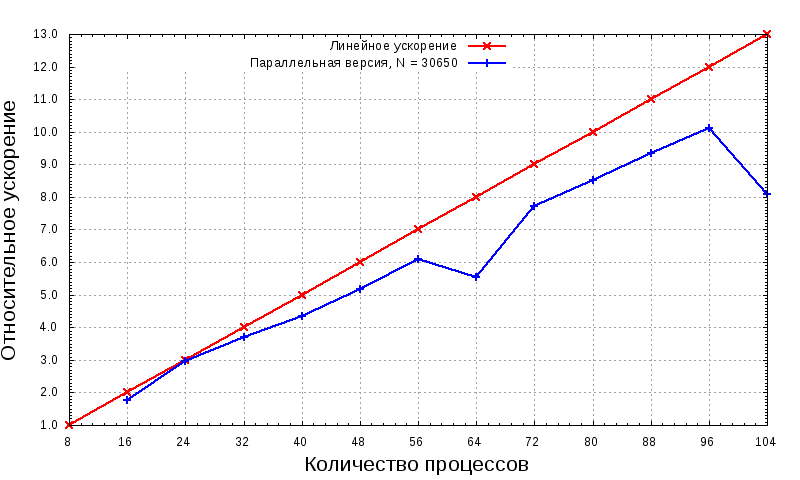 Линейное ускорение
Параллельная версия, N = 30650
13.0
12.0
11.0
10.0
9.0
8.0
7.0
6.0
5.0
4.0
3.0
2.0
1.0
Относительное ускорение
8 16 24 32 40 48 56 64 72 80 88 96 104
Количество процессов